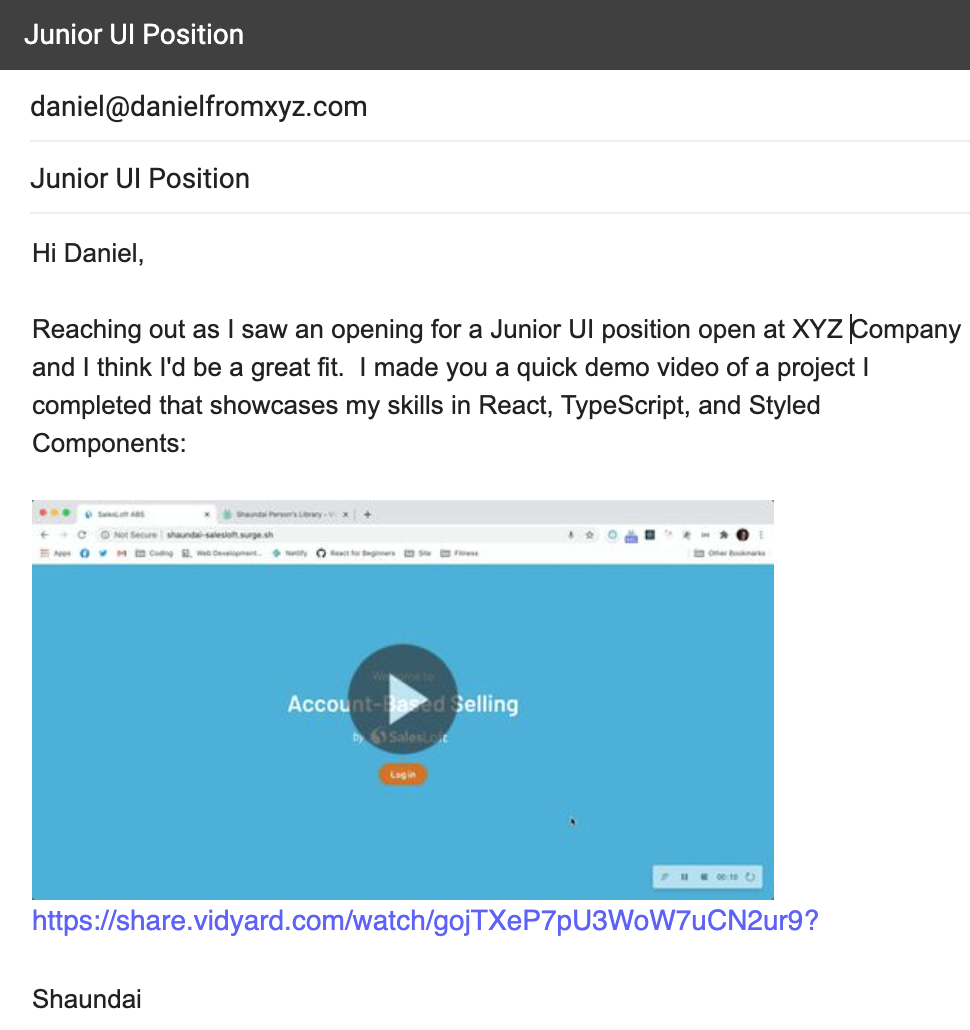 Junior UI Position
daniel@danielfromxyz.com
Junior UI Position
Hi Daniel,
Reaching out as I saw an opening for a Junior UI position open at XYZ Company
and I think I'd be a great fit.  I made you a quick demo video of a project I
completed that showcases my skills in React, TypeScript, and Styled
Components:
SalesLoft ABS
Shaundai Person's Library - V
Not Secure | shaundai-salesloft.surge.sh
Apps Coding Web Development... Netlify React for Beginners Site Fitness Other Bookmarks
Welcome to
Account-Based Selling
by SalesLoft
Log in
00:10
https://share.vidyard.com/watch/gojTXeP7pU3WoW7uCN2ur9?
Shaundai